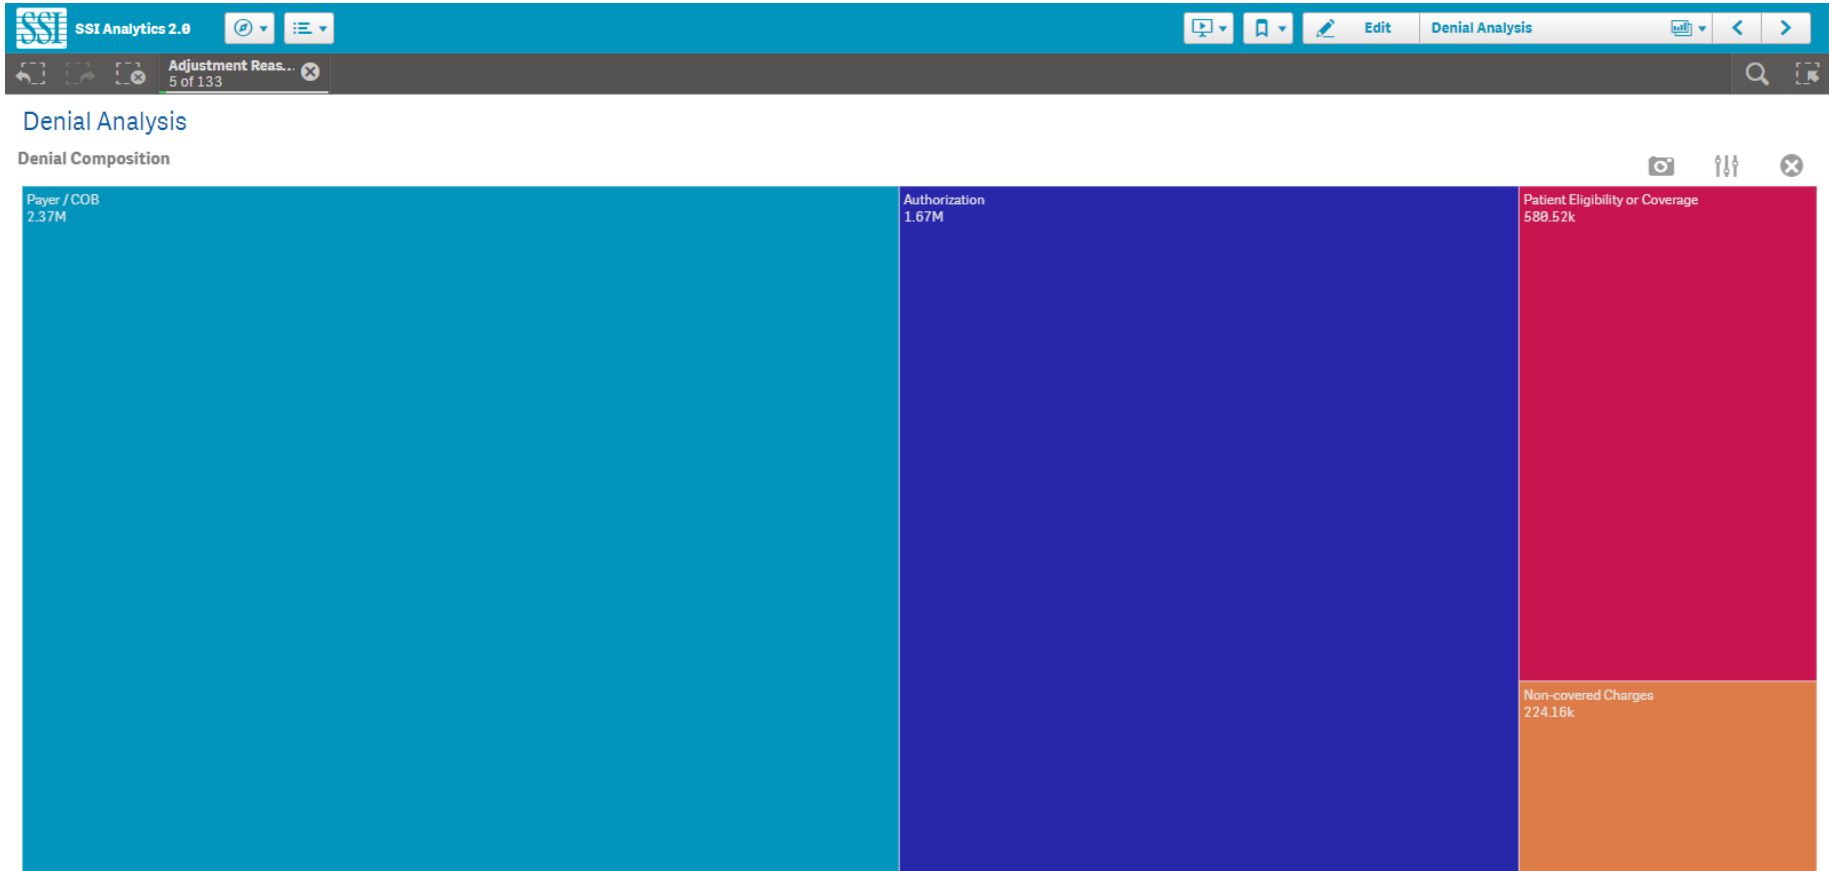 SSI
SSI Analytics 2.0
Edit
Denial Analysis
Adjustment Reas...
5 of 133
Denial Analysis
Denial Composition
Payer / COB
2.37M
Authorization
1.67M
Patient Eligibility or Coverage
580.52k
Non-covered Charges
224.16k